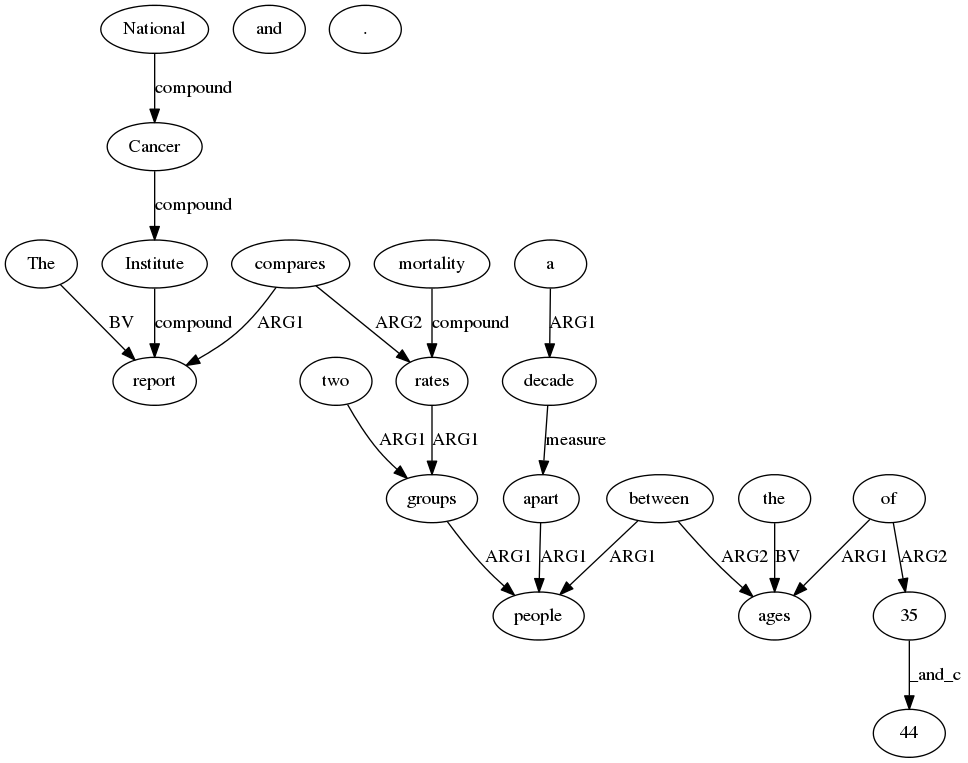 National and .
compound
Cancer
compound
The Institute compares mortality a
BV compound ARG1 ARG2 compound ARG1
report two rates decade
ARG1 ARG1 measure
groups apart between the of
ARG1 ARG1 ARG1 ARG2 BV ARG1 ARG2
people ages 35
_and_c
44